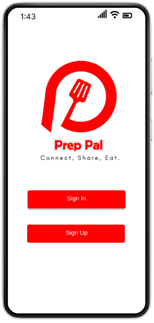 1:43
Prep Pal
Connect, Share, Eat.
Sign In
Sign Up